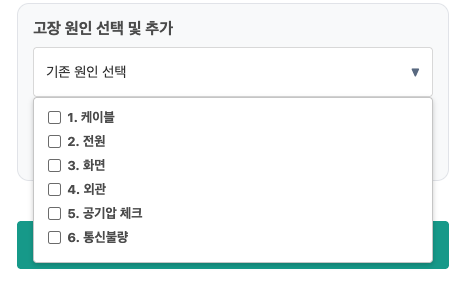 고장 원인 선택 및 추가
기존 원인 선택
1. 케이블
2. 전원
3. 화면
4. 외관
5. 공기압 체크
6. 통신불량